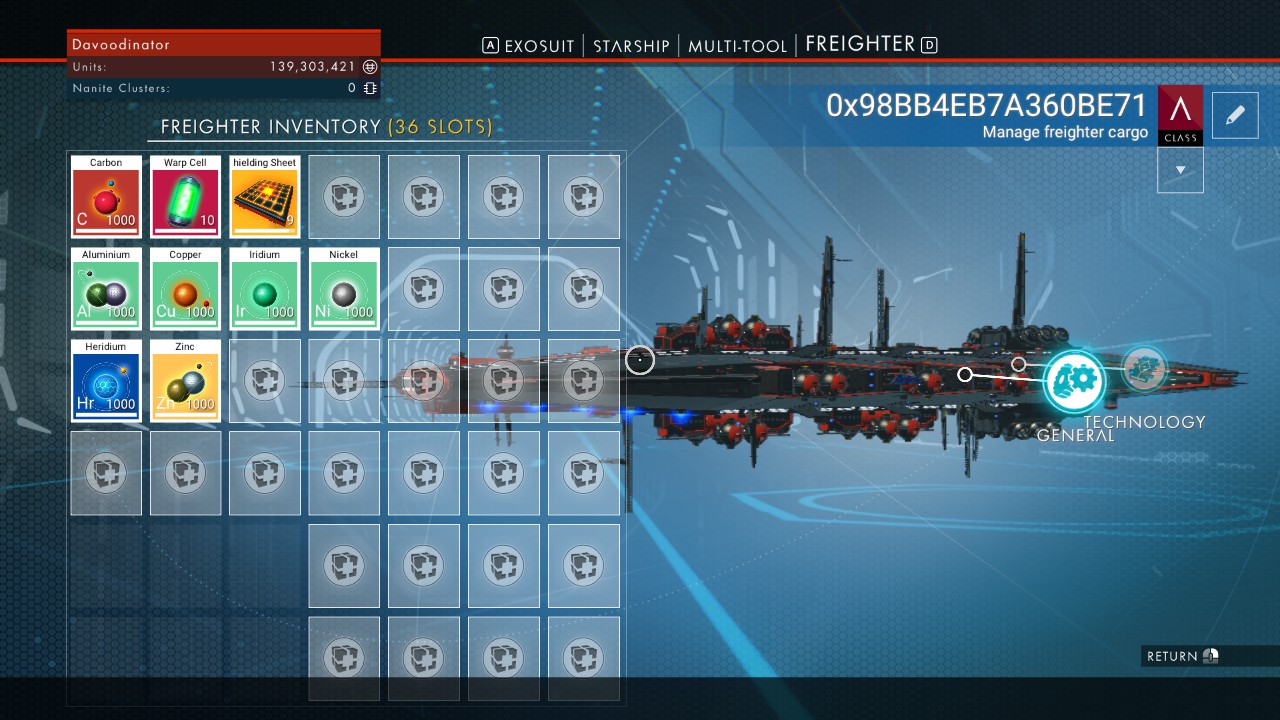 Davoodinator
Units: 139,303,421
Nanite Clusters: 0
A EXOSUIT STARSHIP MULTI-TOOL FREIGHTER D
0x98BB4EB7A360BE71
Manage freighter cargo
CLASS
FREIGHTER INVENTORY (36 SLOTS)
Carbon Warp Cell hielding Sheet
C 1000 10 9
Aluminium Copper Iridium Nickel
Al 1000 Cu 1000 Ir 1000 Ni 1000
Heridium Zinc
Hr 1000 Zn 1000
TECHNOLOGY
GENERAL
RETURN